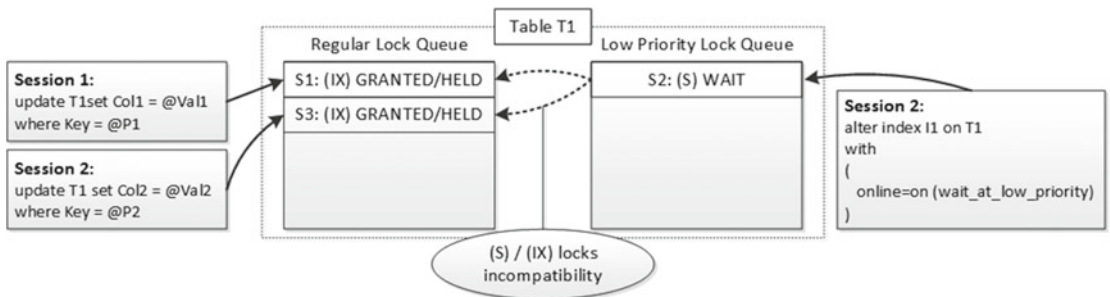 Table T1
Regular Lock Queue
Low Priority Lock Queue
Session 1:
update T1set Col1 = @Val1
where Key = @P1
Session 2:
update T1 set Col2 = @Val2
where Key = @P2
S1: (IX) GRANTED/HELD
S3: (IX) GRANTED/HELD
S2: (S) WAIT
Session 2:
alter index I1 on T1
with
(
online=on (wait_at_low_priority)
)
(S) / (IX) locks
incompatibility